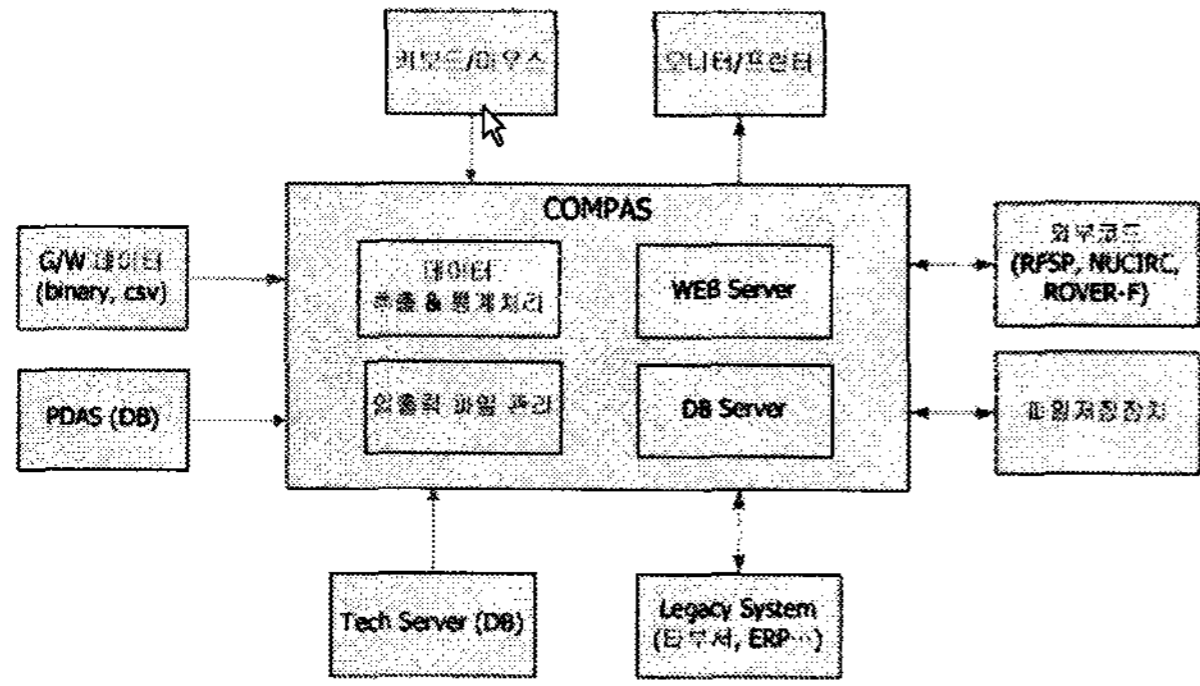 키보드/마우스
모니터/프린터
COMPAS
G/W 데이터
(binary, csv)
PDAS (DB)
데이터
추출 & 통계처리
WEB Server
입출력 파일 관리
DB Server
외부코드
(RFSP, NUCIRC,
ROVER-F)
파일저장장치
Tech Server (DB)
Legacy System
(타부서, ERP…)